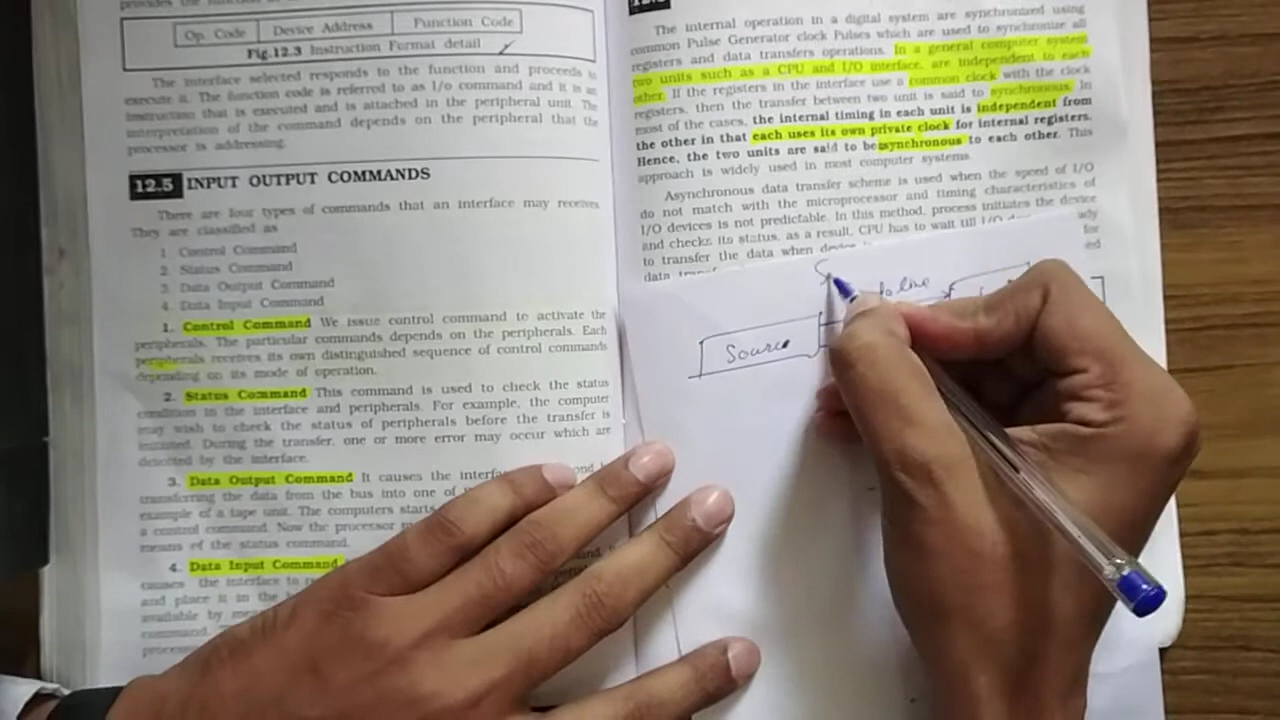 provides the function
Op. Code Device Address Function Code
Fig.12.3 Instruction Format detail
The interface selected responds to the function and proceeds to
execute it. The function code is referred to as I/o command and it is an
instruction that is executed and is attached in the peripheral unit. The
interpretation of the command depends on the peripheral that the
processor is addressing.
12.5 INPUT OUTPUT COMMANDS
There are four types of commands that an interface may receives
They are classified as
1. Control Command
2. Status Command
3. Data Output Command
4. Data Input Command
1. Control Command We issue control command to activate the
peripherals. The particular commands depends on the peripherals. Each
peripherals receives its own distinguished sequence of control commands
depending on its mode of operation.
2. Status Command This command is used to check the status
condition in the interface and peripherals. For example, the computer
may wish to check the status of peripherals before the transfer is
initiated. During the transfer, one or more error may occur which are
detected by the interface.
3. Data Output Command It causes the
transferring the data from the bus into one of
example of a tape unit. The computers starts
a control command. Now the processor
means of the status command.
4. Data Input Command
causes the interface to
and place it in the
available by
command.
The internal operation in a digital system are synchronized using
common Pulse Generator clock Pulses which are used to synchronize all
registers and data transfers operations. In a general computer system
two units such as a CPU and I/O interface, are independent to each
other. If the registers in the interface use a common clock with the clock
registers, then the transfer between two unit is said to synchronous. In
most of the cases, the internal timing in each unit is independent from
the other in that each uses its own private clock for internal registers.
Hence, the two units are said to be asynchronous to each other. This
approach is widely used in most computer systems.
Asynchronous data transfer scheme is used when the speed of I/O
do not match with the microprocessor and timing characteristics of
I/O devices is not predictable. In this method, process initiates the device
and checks its status, as a result, CPU has to wait till I/O
to transfer the data when
data
for
line
Source